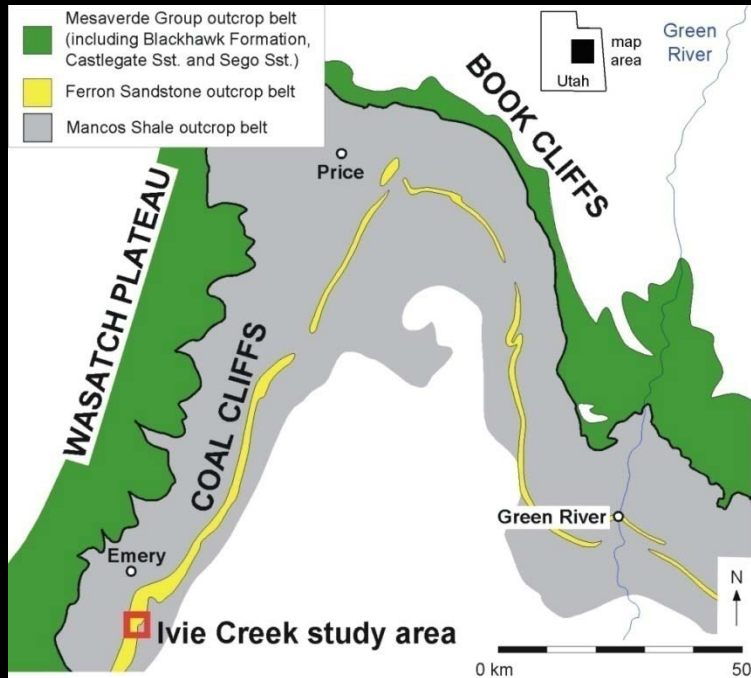 Mesaverde Group outcrop belt
(including Blackhawk Formation,
Castlegate Sst. and Sego Sst.)
Ferron Sandstone outcrop belt
Mancos Shale outcrop belt
map
area
Utah
Green
River
BOOK CLIFFS
Price
WASATCH PLATEAU
COAL CLIFFS
Green River
Emery
N
Ivie Creek study area
0 km
50